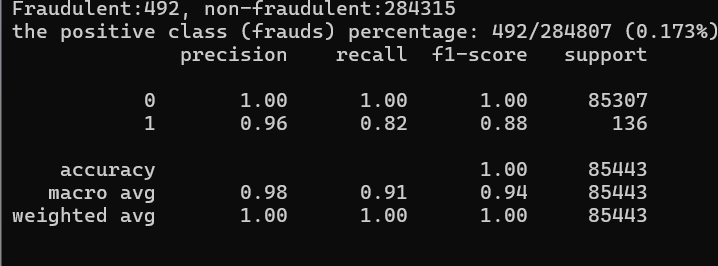 Fraudulent:492, non-fraudulent:284315
the positive class (frauds) percentage: 492/284807 (0.173%)
precision recall f1-score support
0 1.00 1.00 1.00 85307
1 0.96 0.82 0.88 136
accuracy 1.00 85443
macro avg 0.98 0.91 0.94 85443
weighted avg 1.00 1.00 1.00 85443